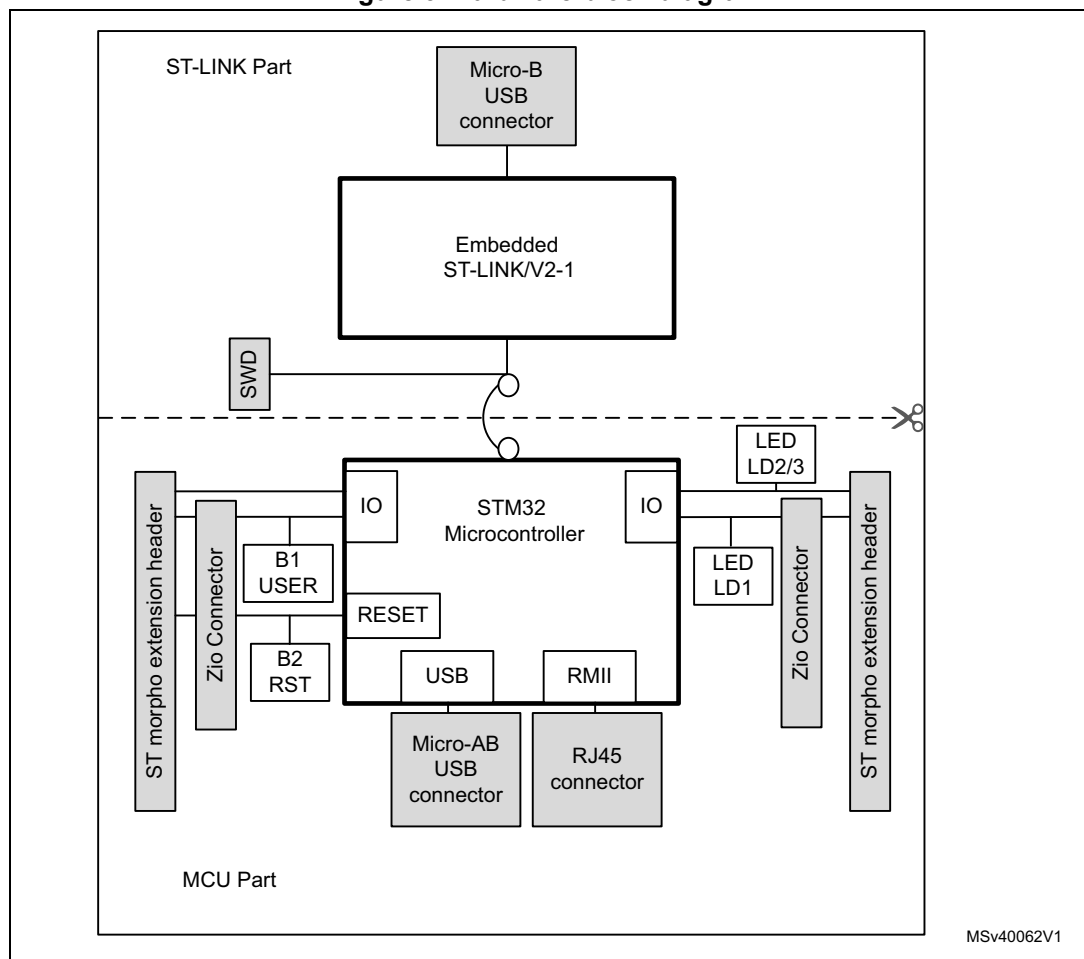 ST-LINK Part
Micro-B
USB
connector
Embedded
ST-LINK/V2-1
SWD
LED
LD2/3
IO
STM32
Microcontroller
IO
ST morpho extension header
Zio Connector
B1
USER
LED
LD1
Zio Connector
ST morpho extension header
RESET
B2
RST
USB
RMII
Micro-AB
USB
connector
RJ45
connector
MCU Part
MSv40062V1